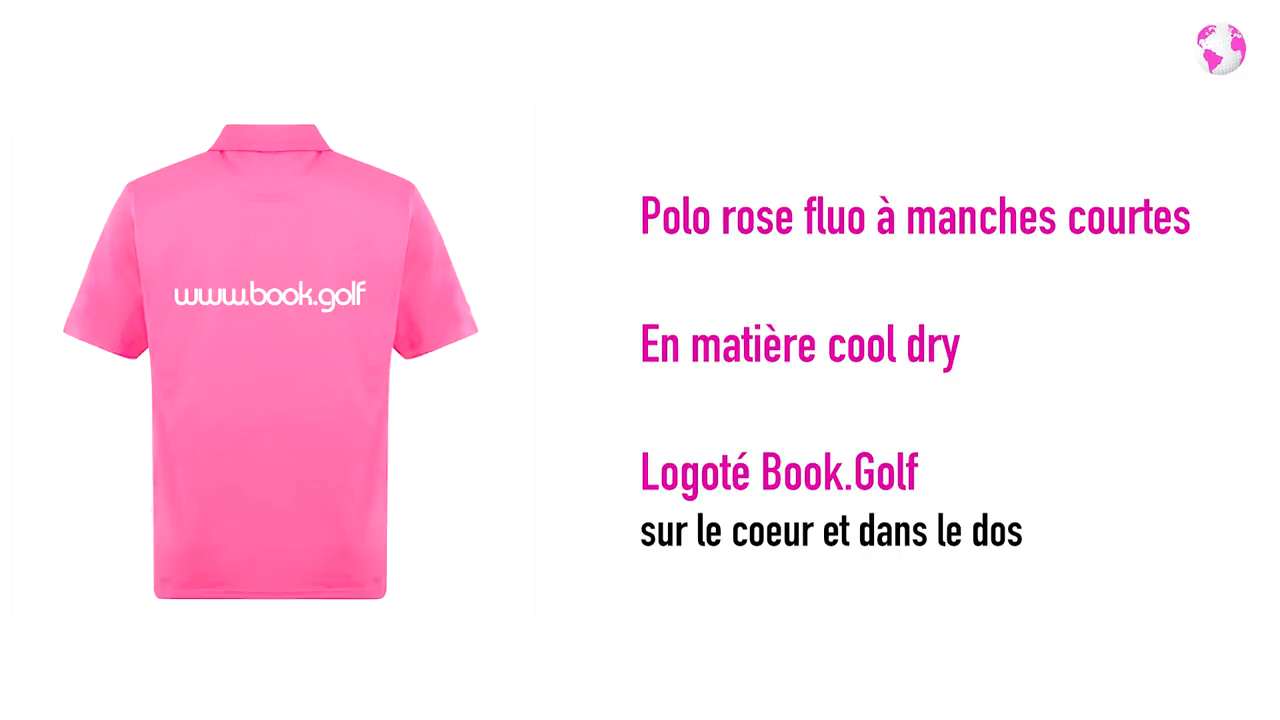 www.book.golf
Polo rose fluo à manches courtes
En matière cool dry
Logoté Book.Golf
sur le coeur et dans le dos